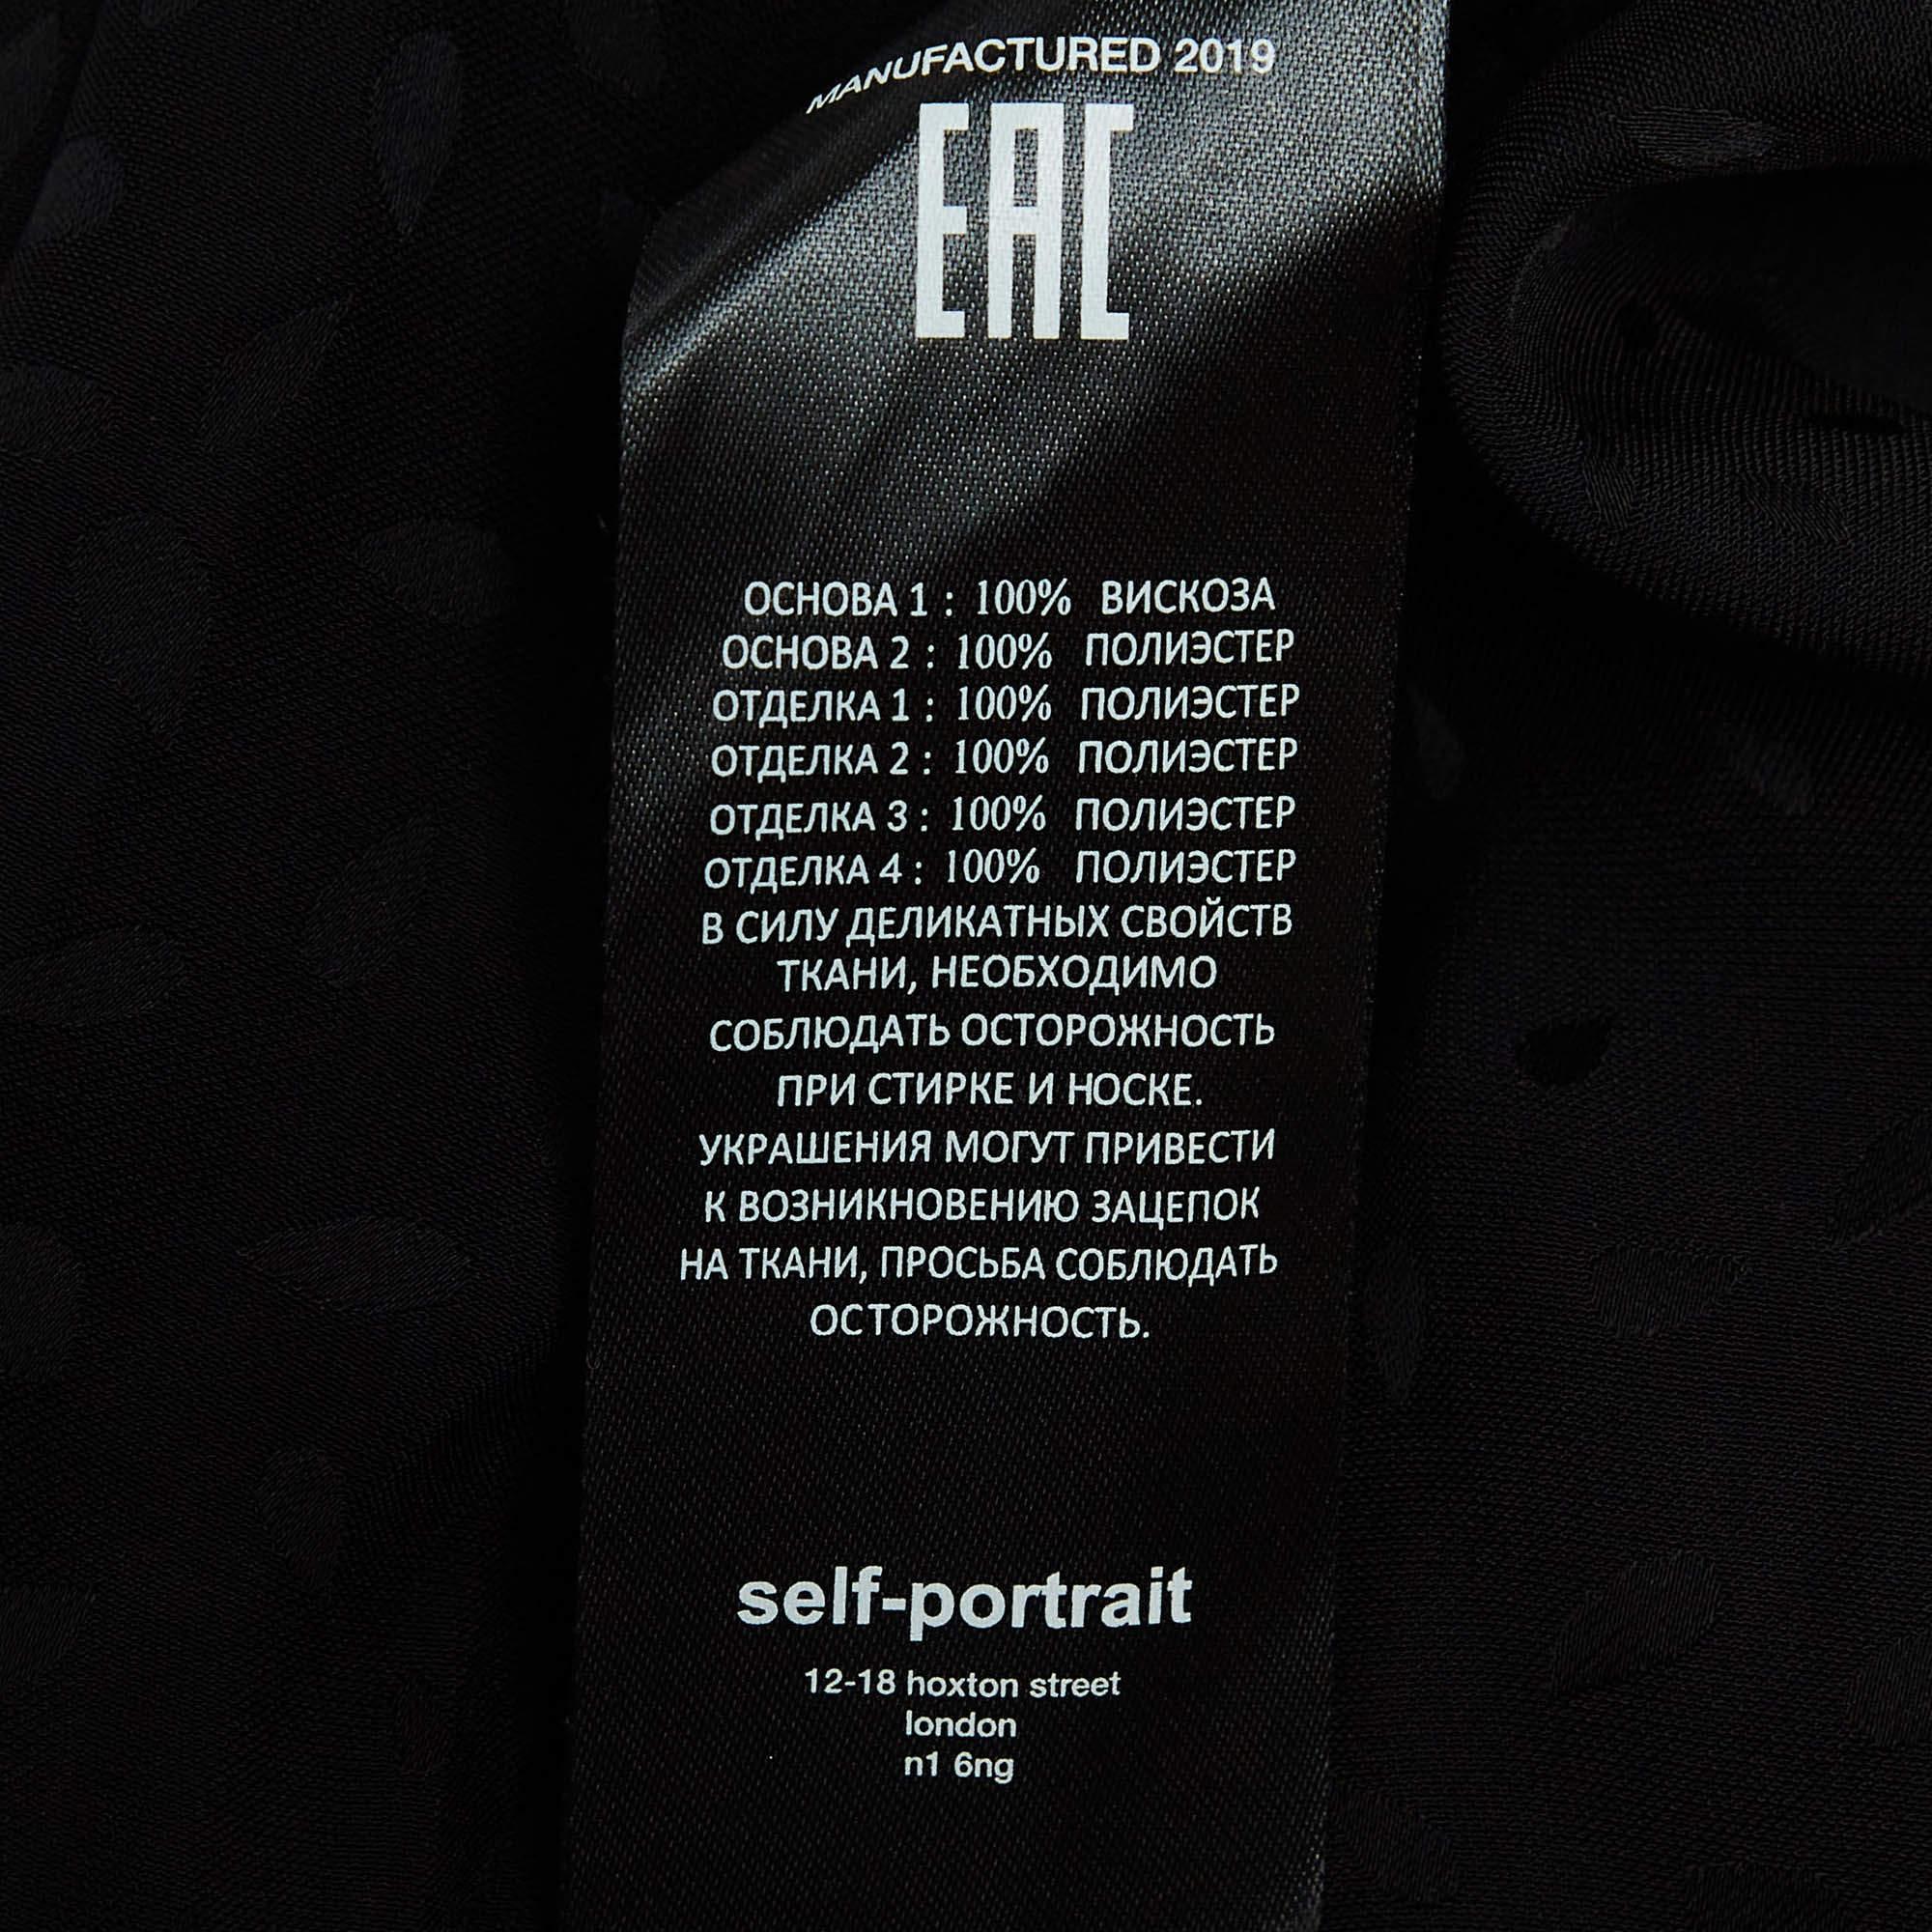 MANUFACTURED 2019
EAC
ОСНОВА 1 : 100% ВИСКОЗА
ОСНОВА 2 : 100% ПОЛИЭСТЕР
ОТДЕЛКА 1 : 100% ПОЛИЭСТЕР
ОТДЕЛКА 2 : 100% ПОЛИЭСТЕР
ОТДЕЛКА 3 : 100% ПОЛИЭСТЕР
ОТДЕЛКА 4 : 100% ПОЛИЭСТЕР
В СИЛУ ДЕЛИКАТНЫХ СВОЙСТВ
ТКАНИ, НЕОБХОДИМО
СОБЛЮДАТЬ ОСТОРОЖНОСТЬ
ПРИ СТИРКЕ И НОСКЕ.
УКРАШЕНИЯ МОГУТ ПРИВЕСТИ
К ВОЗНИКНОВЕНИЮ ЗАЦЕПОК
НА ТКАНИ, ПРОСЬБА СОБЛЮДАТЬ
ОСТОРОЖНОСТЬ.
self-portrait
12-18 hoxton street
london
n1 6ng